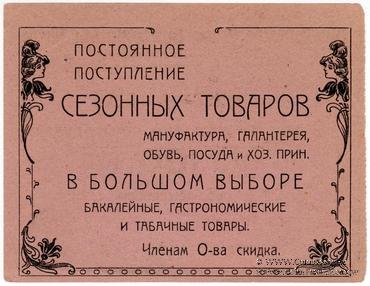 ПОСТОЯННОЕ
ПОСТУПЛЕНИЕ
СЕЗОННЫХ ТОВАРОВ
МАНУФАКТУРА, ГАЛАНТЕРЕЯ,
ОБУВЬ, ПОСУДА И ХОЗ. ПРИН.
В БОЛЬШОМ ВЫБОРЕ
БАКАЛЕЙНЫЕ, ГАСТРОНОМИЧЕСКИЕ
И ТАБАЧНЫЕ ТОВАРЫ.
Членам О-ва скидка.